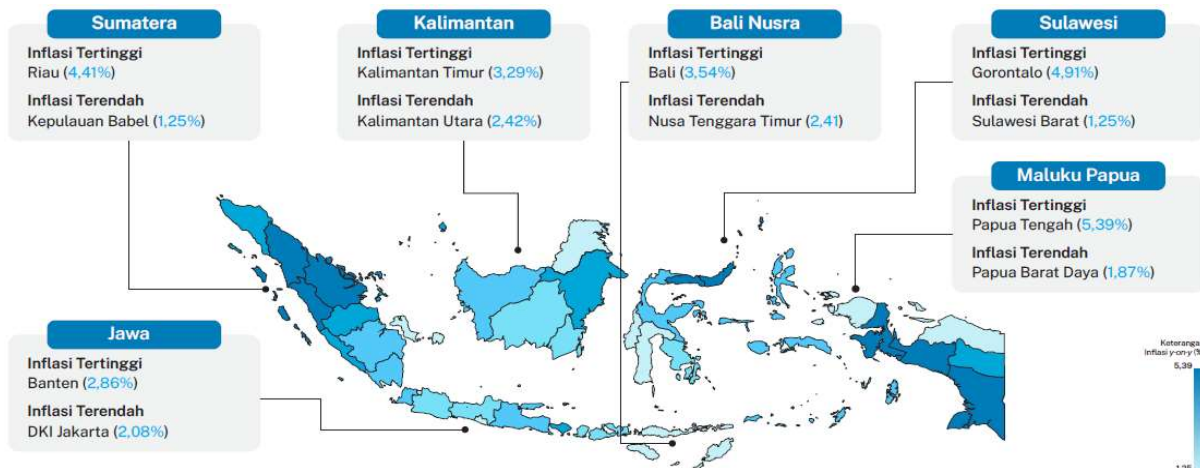 Sumatera
Inflasi Tertinggi
Riau (4,41%)
Inflasi Terendah
Kepulauan Babel (1,25%)
Kalimantan
Inflasi Tertinggi
Kalimantan Timur (3,29%)
Inflasi Terendah
Kalimantan Utara (2,42%)
Bali Nusra
Inflasi Tertinggi
Bali (3,54%)
Inflasi Terendah
Nusa Tenggara Timur (2,41)
Sulawesi
Inflasi Tertinggi
Gorontalo (4,91%)
Inflasi Terendah
Sulawesi Barat (1,25%)
Maluku Papua
Inflasi Tertinggi
Papua Tengah (5,39%)
Inflasi Terendah
Papua Barat Daya (1,87%)
Jawa
Inflasi Tertinggi
Banten (2,86%)
Inflasi Terendah
DKI Jakarta (2,08%)
Inflasi y-on-y (%
5,39